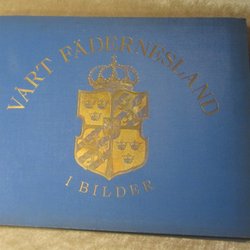 VÅRT FÄDERNESLAND
I BILDER